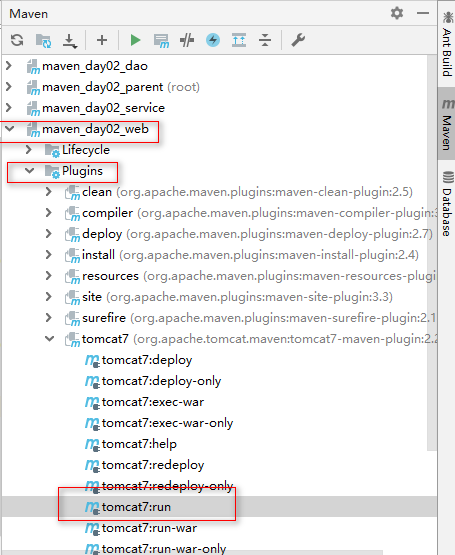 Maven
maven_day02_dao
maven_day02_parent (root)
maven_day02_service
maven_day02_web
Lifecycle
Plugins
clean (org.apache.maven.plugins:maven-clean-plugin:2.5)
compiler (org.apache.maven.plugins:maven-compiler-plugin:3
deploy (org.apache.maven.plugins:maven-deploy-plugin:2.7)
install (org.apache.maven.plugins:maven-install-plugin:2.4)
resources (org.apache.maven.plugins:maven-resources-plugin
site (org.apache.maven.plugins:maven-site-plugin:3.3)
surefire (org.apache.maven.plugins:maven-surefire-plugin:2.1
tomcat7 (org.apache.tomcat.maven:tomcat7-maven-plugin:2.2
tomcat7:deploy
tomcat7:deploy-only
tomcat7:exec-war
tomcat7:exec-war-only
tomcat7:help
tomcat7:redeploy
tomcat7:redeploy-only
tomcat7:run
tomcat7:run-war
tomcat7:run-war-only
Ant Build
Maven
Database